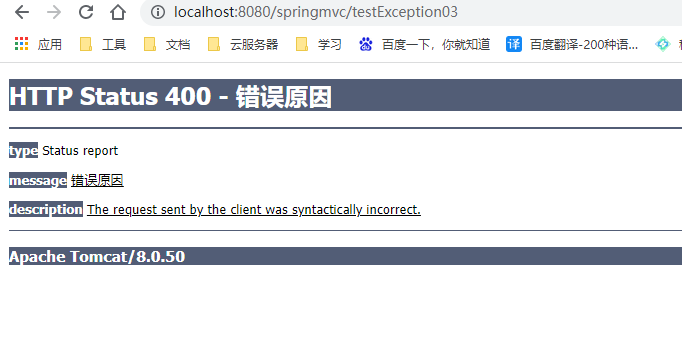 localhost:8080/springmvc/testException03
应用 工具 文档 云服务器 学习 百度一下，你就知道 译 百度翻译-200种语...
HTTP Status 400 - 错误原因
type Status report
message 错误原因
description The request sent by the client was syntactically incorrect.
Apache Tomcat/8.0.50